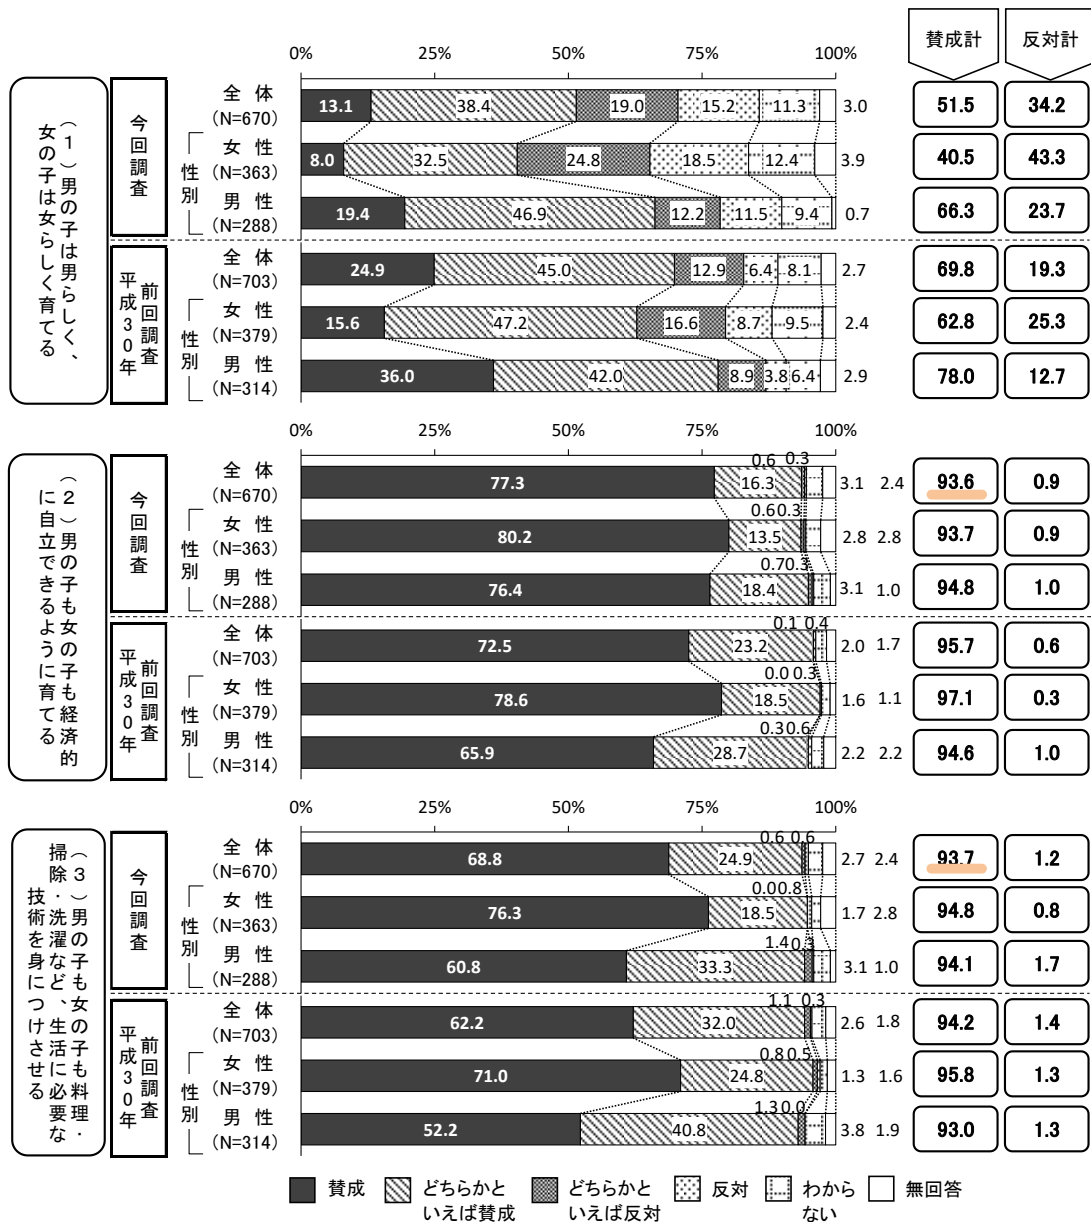 賛成計 反対計
0% 25% 50% 75% 100%
(1)男の子は男らしく、
女の子は女らしく育てる
今回調査
全 体
(N=670)
13.1 38.4 19.0 15.2 11.3 3.0 51.5 34.2
性別
女 性
(N=363)
8.0 32.5 24.8 18.5 12.4 3.9 40.5 43.3
男 性
(N=288)
19.4 46.9 12.2 11.5 9.4 0.7 66.3 23.7
前回調査
平成30年
全体
(N=703)
24.9 45.0 12.9 6.4 8.1 2.7 69.8 19.3
性別
女 性
(N=379)
15.6 47.2 16.6 8.7 9.5 2.4 62.8 25.3
男 性
(N=314)
36.0 42.0 8.9 3.8 6.4 2.9 78.0 12.7
0% 25% 50% 75% 100%
(2)男の子も女の子も経済的
に自立できるように育てる
今回調査
全 体
(N=670)
77.3 16.3 0.6 0.3 3.1 2.4 93.6 0.9
性別
女 性
(N=363)
80.2 13.5 0.6 0.3 2.8 2.8 93.7 0.9
男 性
(N=288)
76.4 18.4 0.7 0.3 3.1 1.0 94.8 1.0
前回調査
平成30年
全 体
(N=703)
72.5 23.2 0.1 0.4 2.0 1.7 95.7 0.6
性別
女 性
(N=379)
78.6 18.5 0.0 0.3 1.6 1.1 97.1 0.3
男 性
(N=314)
65.9 28.7 0.3 0.6 2.2 2.2 94.6 1.0
0% 25% 50% 75% 100%
(3)男の子も女の子も料理・
掃除・洗濯など、生活に必要な
技術を身につけさせる
今回調査
全 体
(N=670)
68.8 24.9 0.6 0.6 2.7 2.4 93.7 1.2
性別
女 性
(N=363)
76.3 18.5 0.0 0.8 1.7 2.8 94.8 0.8
男 性
(N=288)
60.8 33.3 1.4 0.3 3.1 1.0 94.1 1.7
前回調査
平成30年
全 体
(N=703)
62.2 32.0 1.1 0.3 2.6 1.8 94.2 1.4
性別
女 性
(N=379)
71.0 24.8 0.8 0.5 1.3 1.6 95.8 1.3
男 性
(N=314)
52.2 40.8 1.3 0.0 3.8 1.9 93.0 1.3
賛成 どちらかと
いえば賛成 どちらかと
いえば反対 反対 わから
ない 無回答